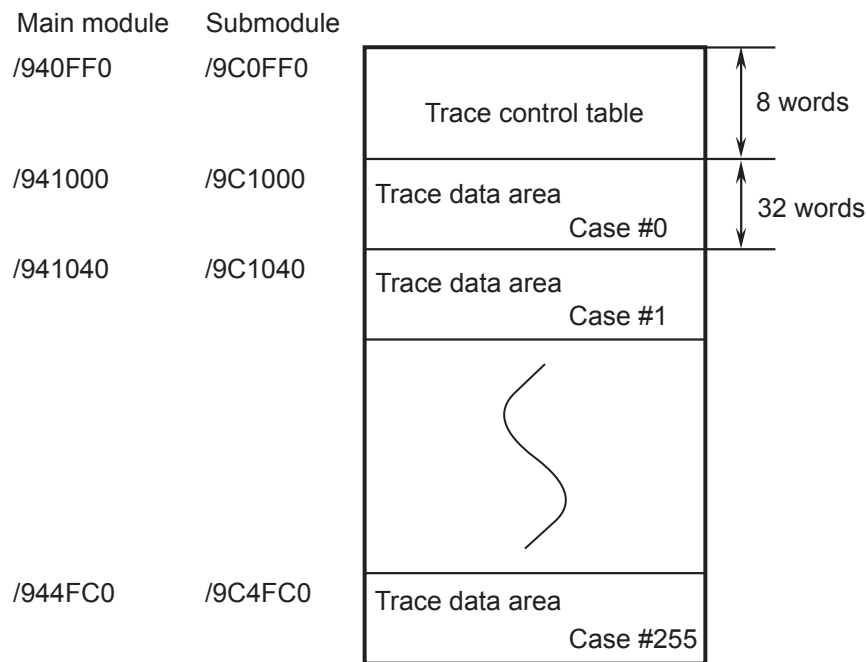 Main module Submodule
/940FF0 /9C0FF0
Trace control table
8 words
/941000 /9C1000
Trace data area
Case #0
32 words
/941040 /9C1040
Trace data area
Case #1
/944FC0 /9C4FC0
Trace data area
Case #255